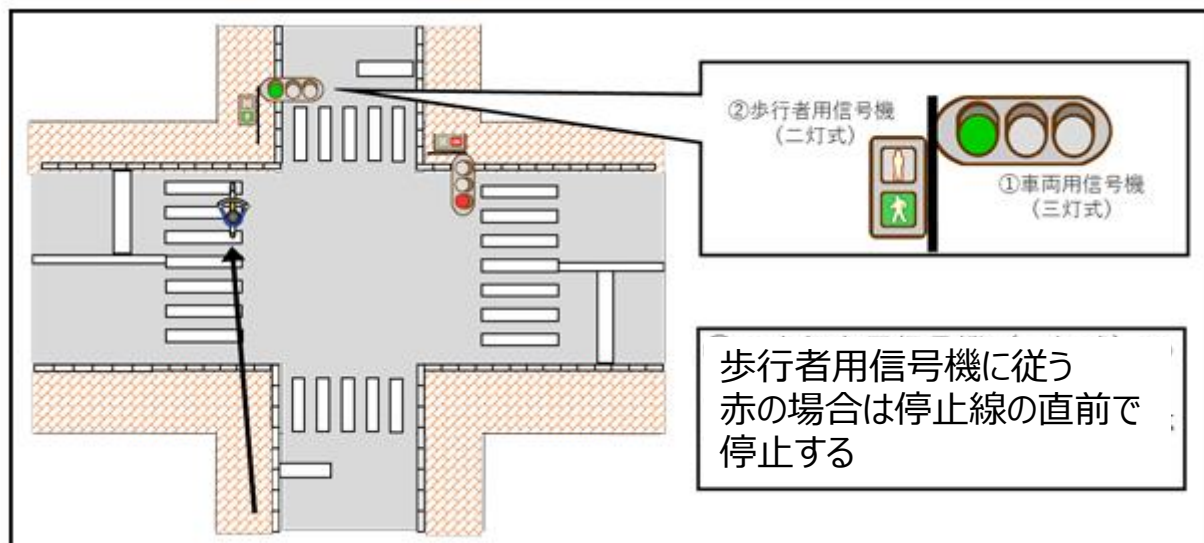 ②歩行者用信号機
（二灯式）
①車両用信号機
（三灯式）
歩行者用信号機に従う
赤の場合は停止線の直前で
停止する